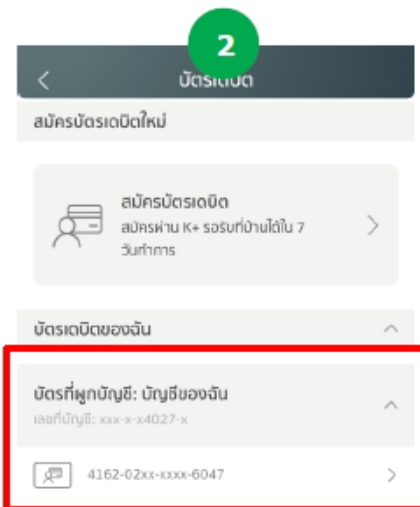 2
บัตรเดบิต
สมัครบัตรเดบิตใหม่
สมัครบัตรเดบิต
สมัครผ่าน K+ รอรับที่บ้านได้ใน 7
วันทำการ
บัตรเดบิตของฉัน
บัตรที่ผูกบัญชี: บัญชีของฉัน
เลขที่บัญชี: xxx-x-x4027-x
4162-02xx-xxxx-6047